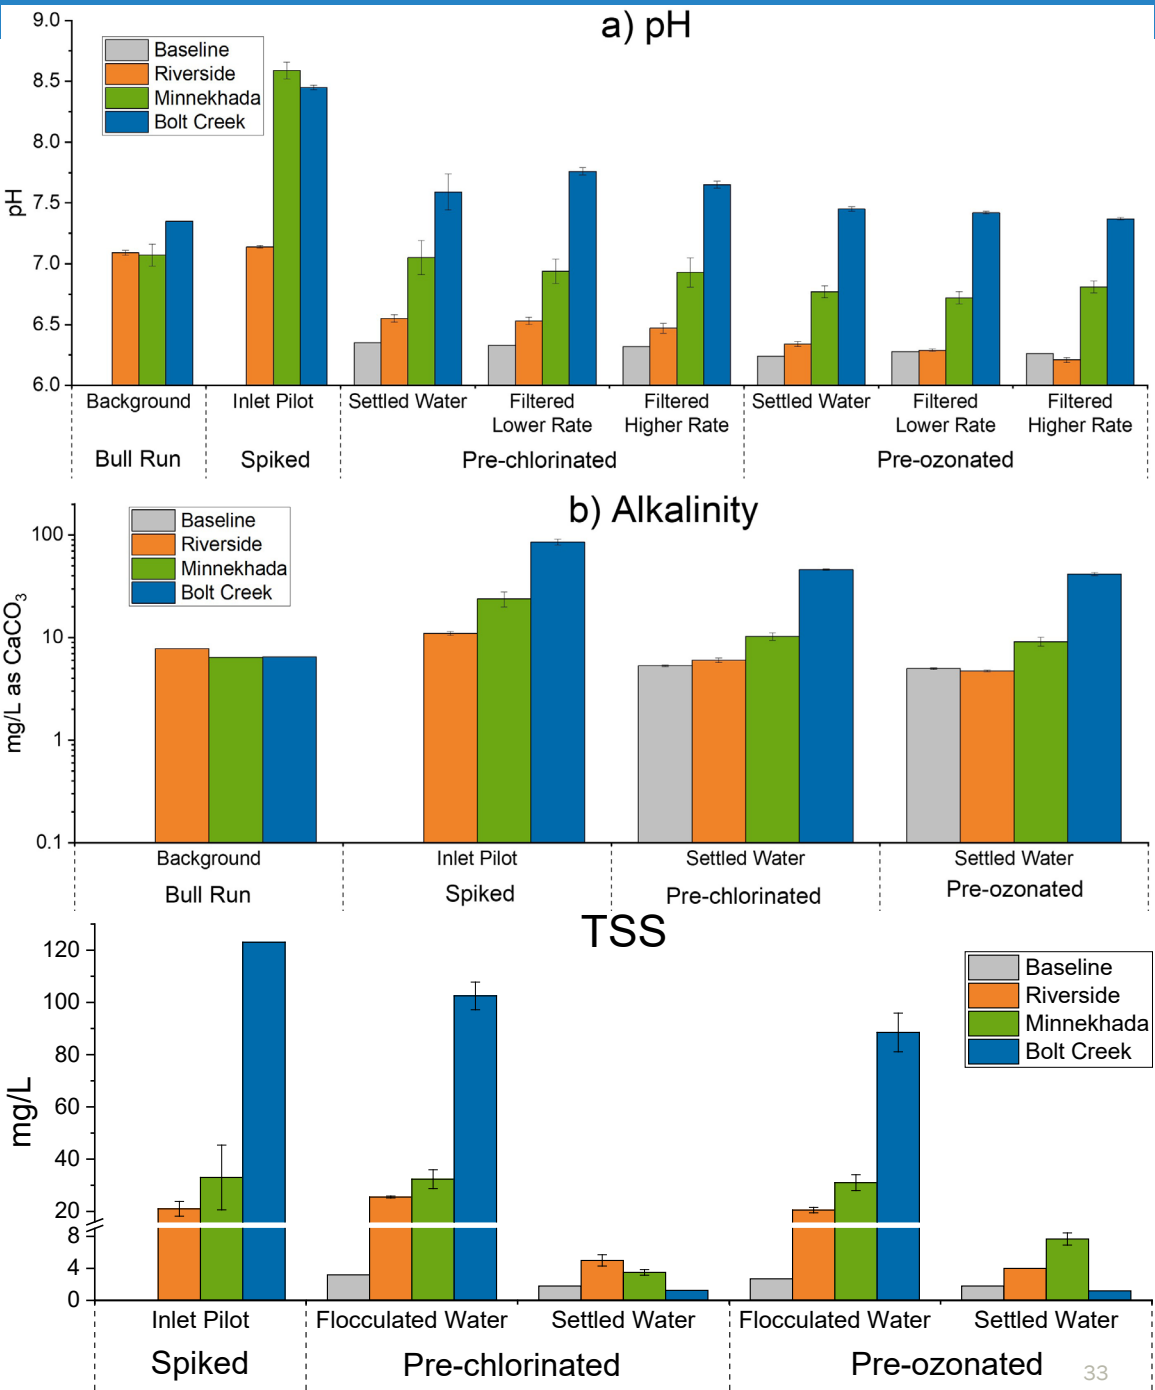 a) pH
9.0
8.5
8.0
7.5
7.0
6.5
6.0
pH
Baseline
Riverside
Minnekhada
Bolt Creek
Background
Inlet Pilot
Settled Water
Filtered
Lower Rate
Filtered
Higher Rate
Settled Water
Filtered
Lower Rate
Filtered
Higher Rate
Bull Run
Spiked
Pre-chlorinated
Pre-ozonated
b) Alkalinity
100
10
1
0.1
mg/L as CaCO₃
Baseline
Riverside
Minnekhada
Bolt Creek
Background
Inlet Pilot
Settled Water
Settled Water
Bull Run
Spiked
Pre-chlorinated
Pre-ozonated
TSS
120
100
80
60
40
20
8
4
0
mg/L
Baseline
Riverside
Minnekhada
Bolt Creek
Inlet Pilot
Flocculated Water
Settled Water
Flocculated Water
Settled Water
Spiked
Pre-chlorinated
Pre-ozonated
33